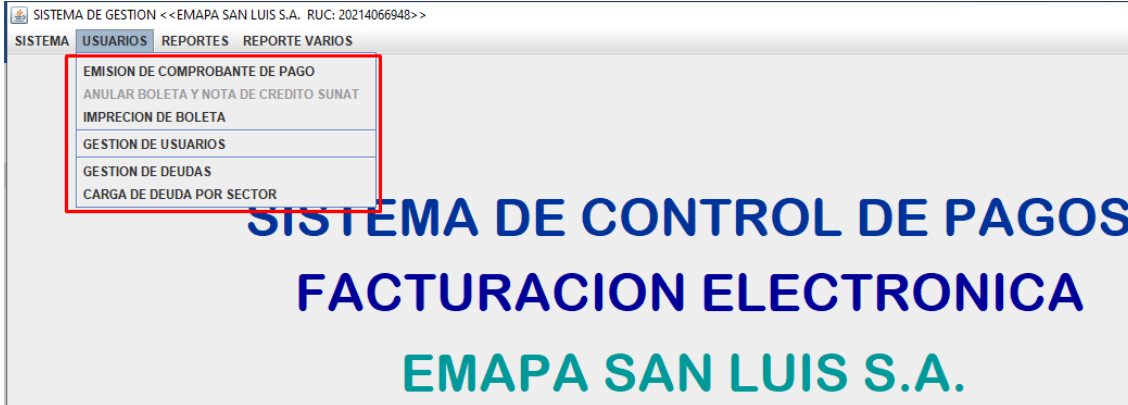 SISTEMA DE GESTION <<EMAPA SAN LUIS S.A. RUC: 20214066948>>
SISTEMA USUARIOS REPORTES REPORTE VARIOS
EMISION DE COMPROBANTE DE PAGO
ANULAR BOLETA Y NOTA DE CREDITO SUNAT
IMPRECION DE BOLETA
GESTION DE USUARIOS
GESTION DE DEUDAS
CARGA DE DEUDA POR SECTOR
SISTEMA DE CONTROL DE PAGOS
FACTURACION ELECTRONICA
EMAPA SAN LUIS S.A.